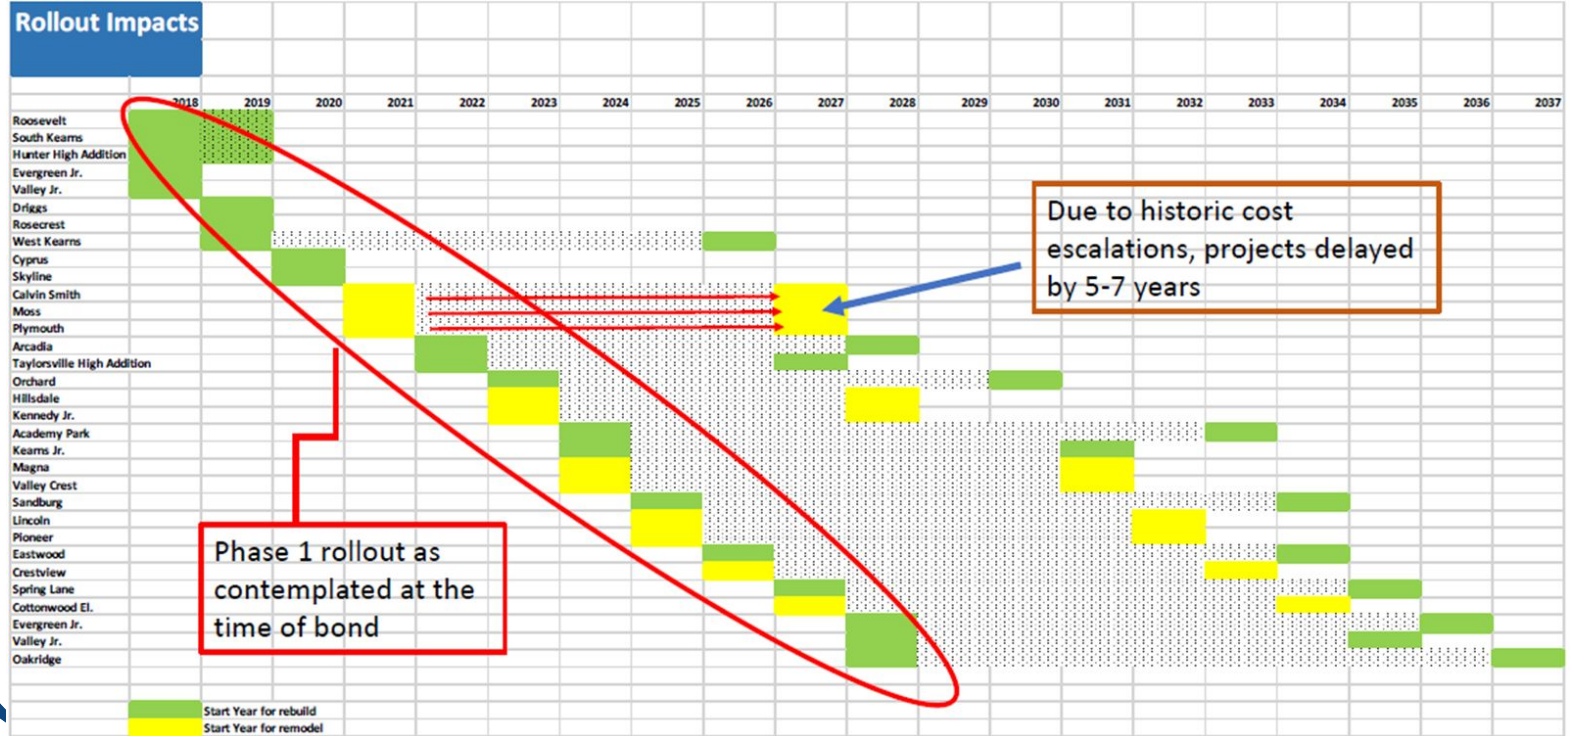 Rollout Impacts
2018 2019 2020 2021 2022 2023 2024 2025 2026 2027 2028 2029 2030 2031 2032 2033 2034 2035 2036 2037
Roosevelt
South Kearns
Hunter High Addition
Evergreen Jr.
Valley Jr.
Driggs
Rosecrest
West Kearns
Cyprus
Skyline
Calvin Smith
Moss
Plymouth
Arcadia
Taylorsville High Addition
Orchard
Hillsdale
Kennedy Jr.
Academy Park
Kearns Jr.
Magna
Valley Crest
Sandburg
Lincoln
Pioneer
Eastwood
Crestview
Spring Lane
Cottonwood El.
Evergreen Jr.
Valley Jr.
Oakridge
Due to historic cost
escalations, projects delayed
by 5-7 years
Phase 1 rollout as
contemplated at the
time of bond
Start Year for rebuild
Start Year for remodel